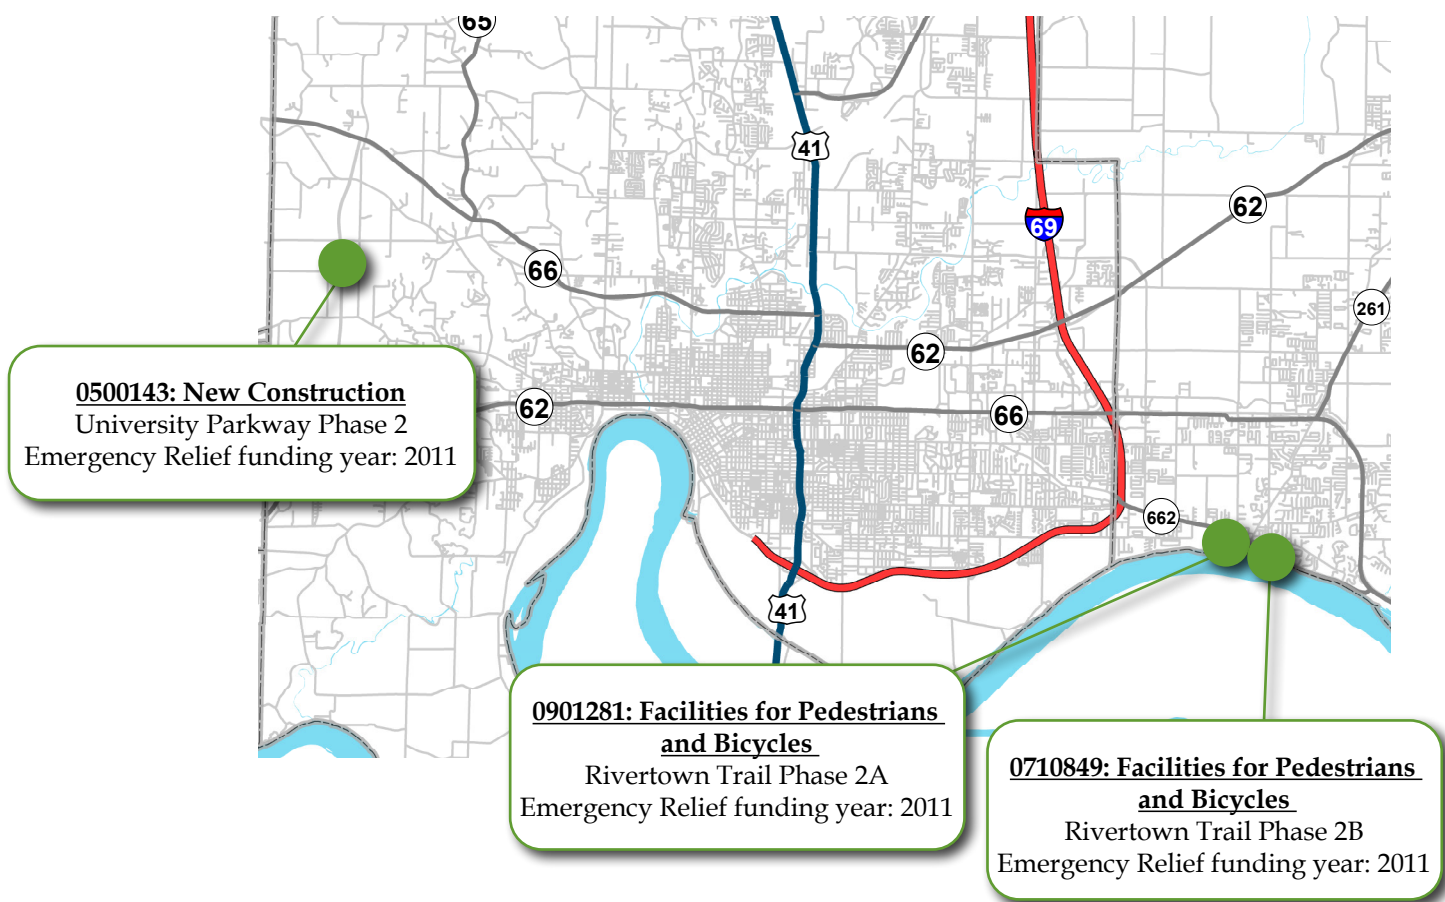 65
41
62
69
66
261
62
0500143: New Construction
University Parkway Phase 2
Emergency Relief funding year: 2011
62
66
662
41
0901281: Facilities for Pedestrians
and Bicycles
Rivertown Trail Phase 2A
Emergency Relief funding year: 2011
0710849: Facilities for Pedestrians
and Bicycles
Rivertown Trail Phase 2B
Emergency Relief funding year: 2011